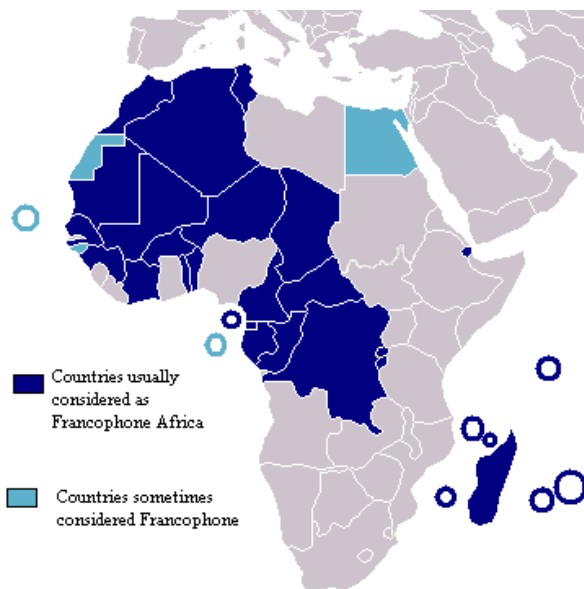 Countries usually
considered as
Francophone Africa
Countries sometimes
considered Francophone